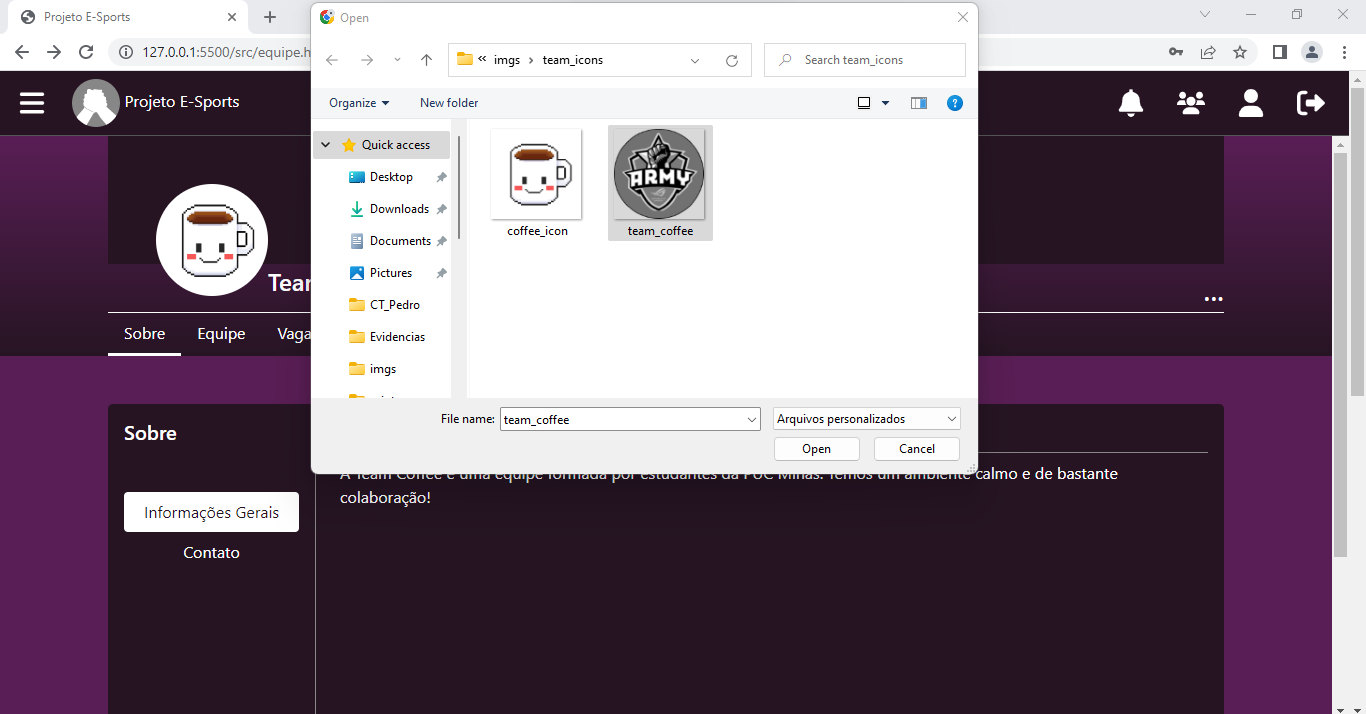 Projeto E-Sports
Open
127.0.0.1:5500/src/equipe.h
imgs
team_icons
Search team_icons
Organize
New folder
Projeto E-Sports
Quick access
Desktop
Downloads
Documents
Pictures
CT_Pedro
Evidencias
imgs
coffee_icon
team_coffee
ARMY
Sobre
Equipe
File name:
team_coffee
Arquivos personalizados
Open
Cancel
Sobre
A Team Coffee é uma equipe formada por estudantes da PUC Minas. Temos um ambiente calmo e de bastante
colaboração!
Informações Gerais
Contato